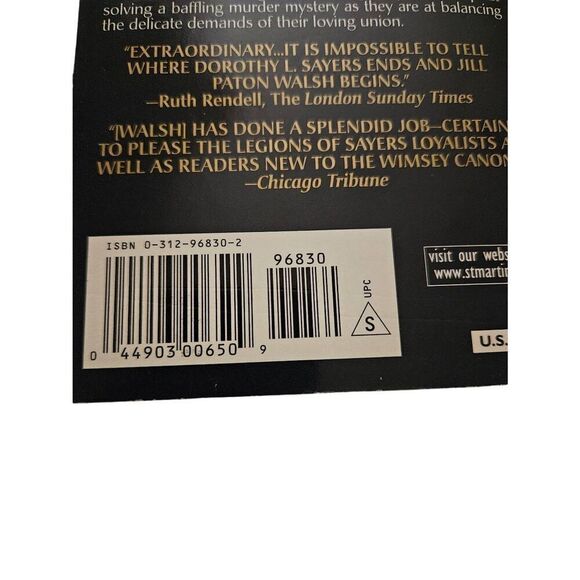 solving a baffling murder mystery as they are at balancing
the delicate demands of their loving union.
"EXTRAORDINARY...IT IS IMPOSSIBLE TO TELL
WHERE DOROTHY L. SAYERS ENDS AND JILL
PATON WALSH BEGINS."
—Ruth Rendell, The London Sunday Times
"[WALSH] HAS DONE A SPLENDID JOB—CERTAIN
TO PLEASE THE LEGIONS OF SAYERS LOYALISTS A
WELL AS READERS NEW TO THE WIMSEY CANON
—Chicago Tribune
ISBN 0-312-96830-2
96830
0 44903 00650 9
UPC
S
visit our webs
www.stmartin
U.S.